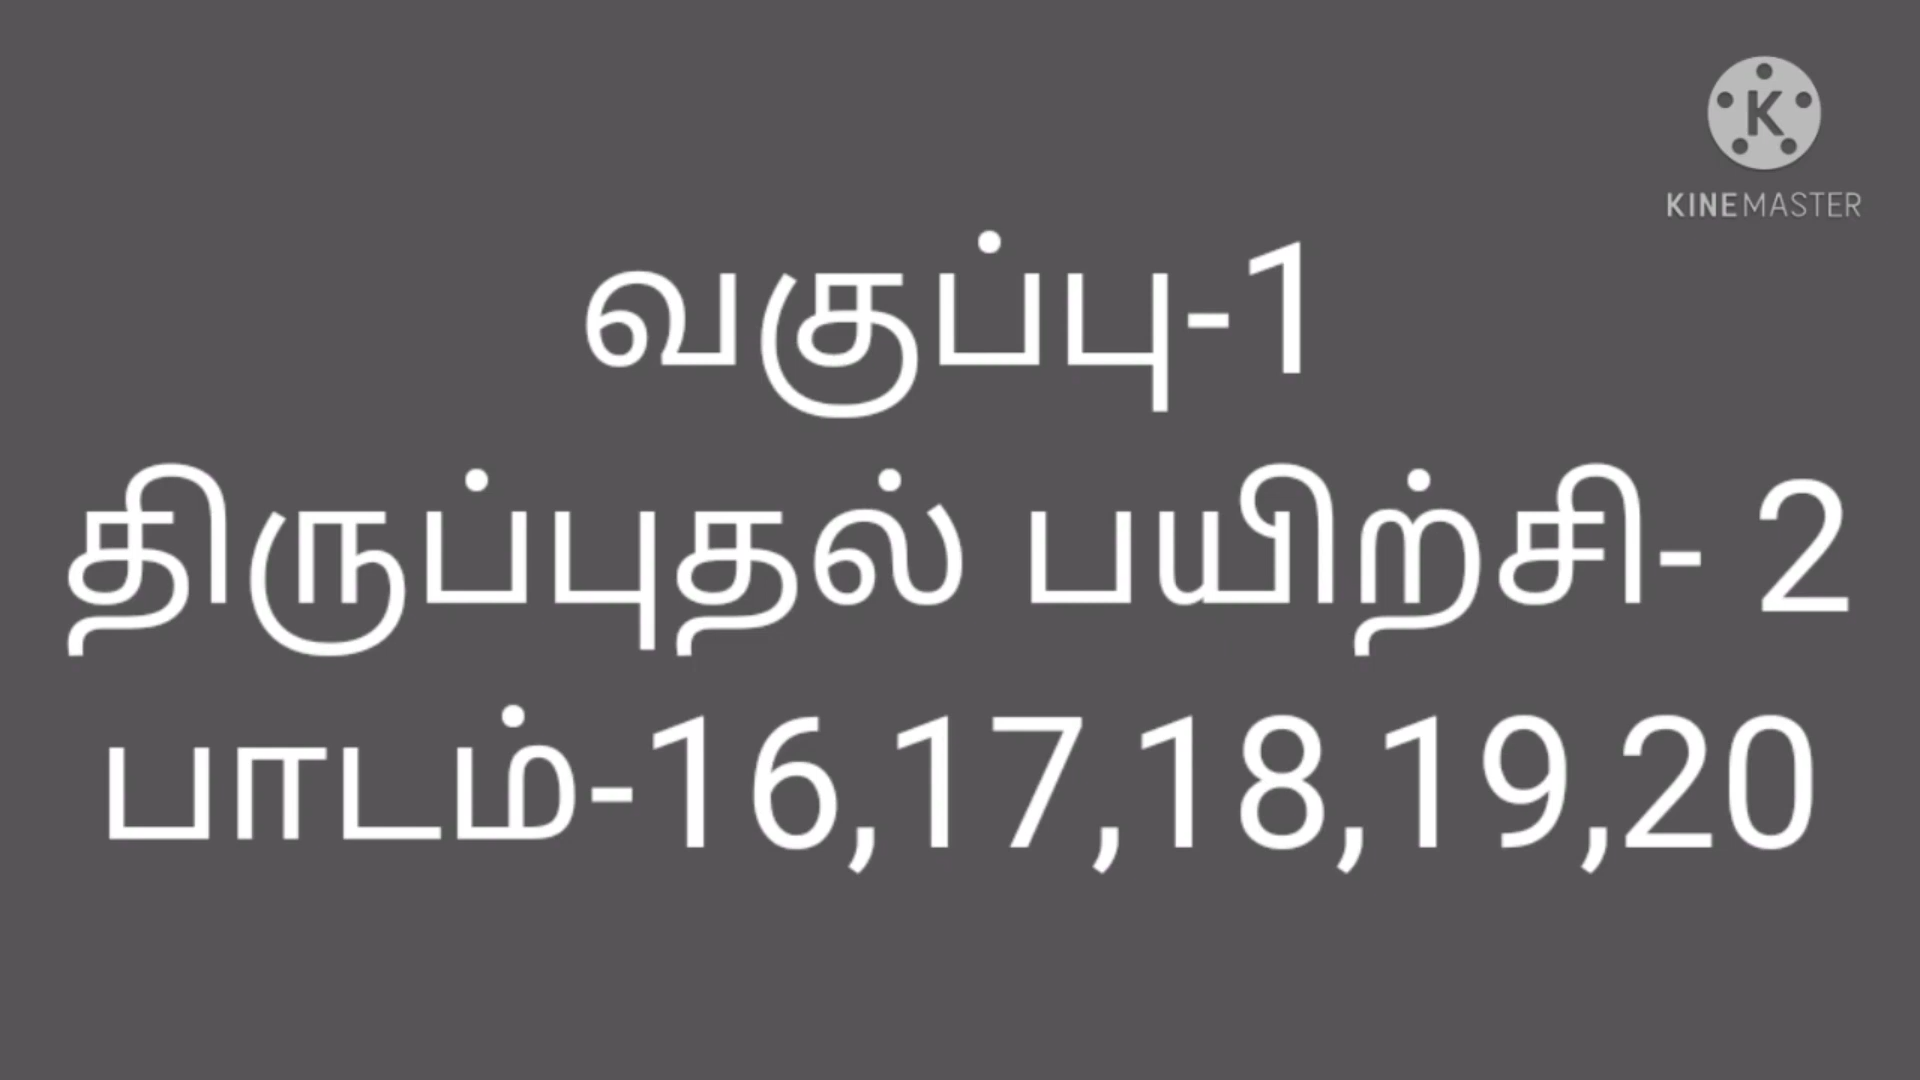 K
KINEMASTER
வகுப்பு-1
திருப்புதல் பயிற்சி- 2
பாடம்-16,17,18,19,20